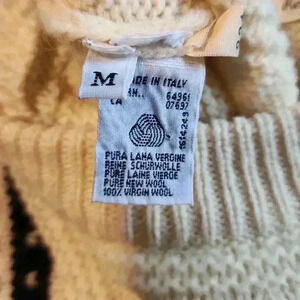 M
MADE IN ITALY
64961
07697
1614249
PURA LANA VERGINE
REINE SCHURWOLLE
PURE LAINE VIERGE
PURE NEW WOOL
100% VIRGIN WOOL